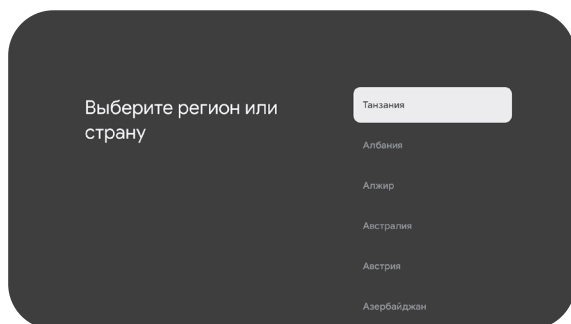 Выберите регион или
страну
Танзания
Албания
Алжир
Австралия
Австрия
Азербайджан